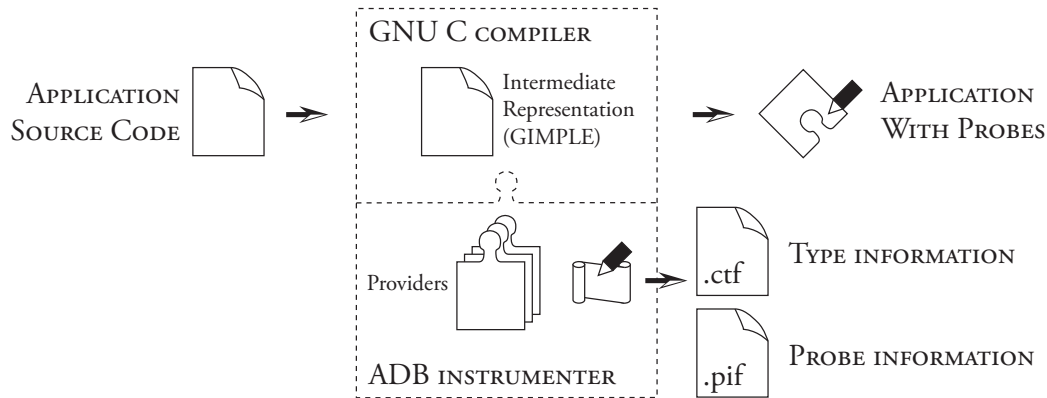 GNU C COMPILER
APPLICATION
SOURCE CODE
Intermediate
Representation
(GIMPLE)
APPLICATION
WITH PROBES
Providers
.ctf
TYPE INFORMATION
.pif
PROBE INFORMATION
ADB INSTRUMENTER